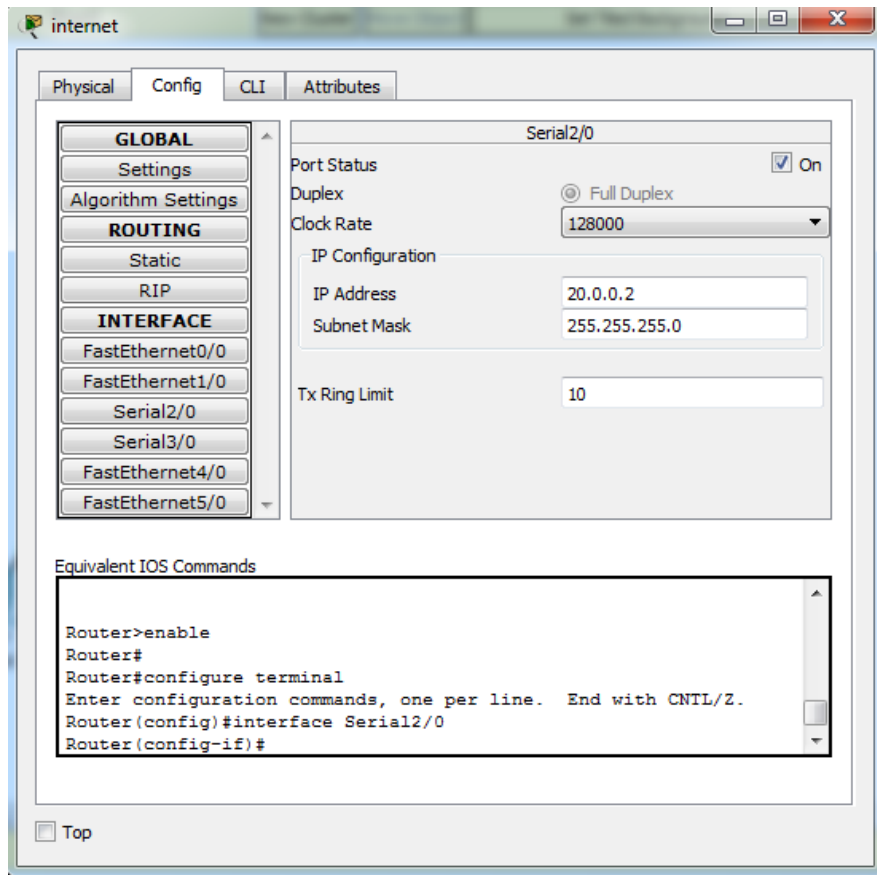 internet
Physical Config CLI Attributes
GLOBAL
Settings
Algorithm Settings
ROUTING
Static
RIP
INTERFACE
FastEthernet0/0
FastEthernet1/0
Serial2/0
Serial3/0
FastEthernet4/0
FastEthernet5/0
Serial2/0
Port Status On
Duplex Full Duplex
Clock Rate 128000
IP Configuration
IP Address 20.0.0.2
Subnet Mask 255.255.255.0
Tx Ring Limit 10
Equivalent IOS Commands
Router>enable
Router#
Router#configure terminal
Enter configuration commands, one per line.  End with CNTL/Z.
Router(config)#interface Serial2/0
Router(config-if)#
Top